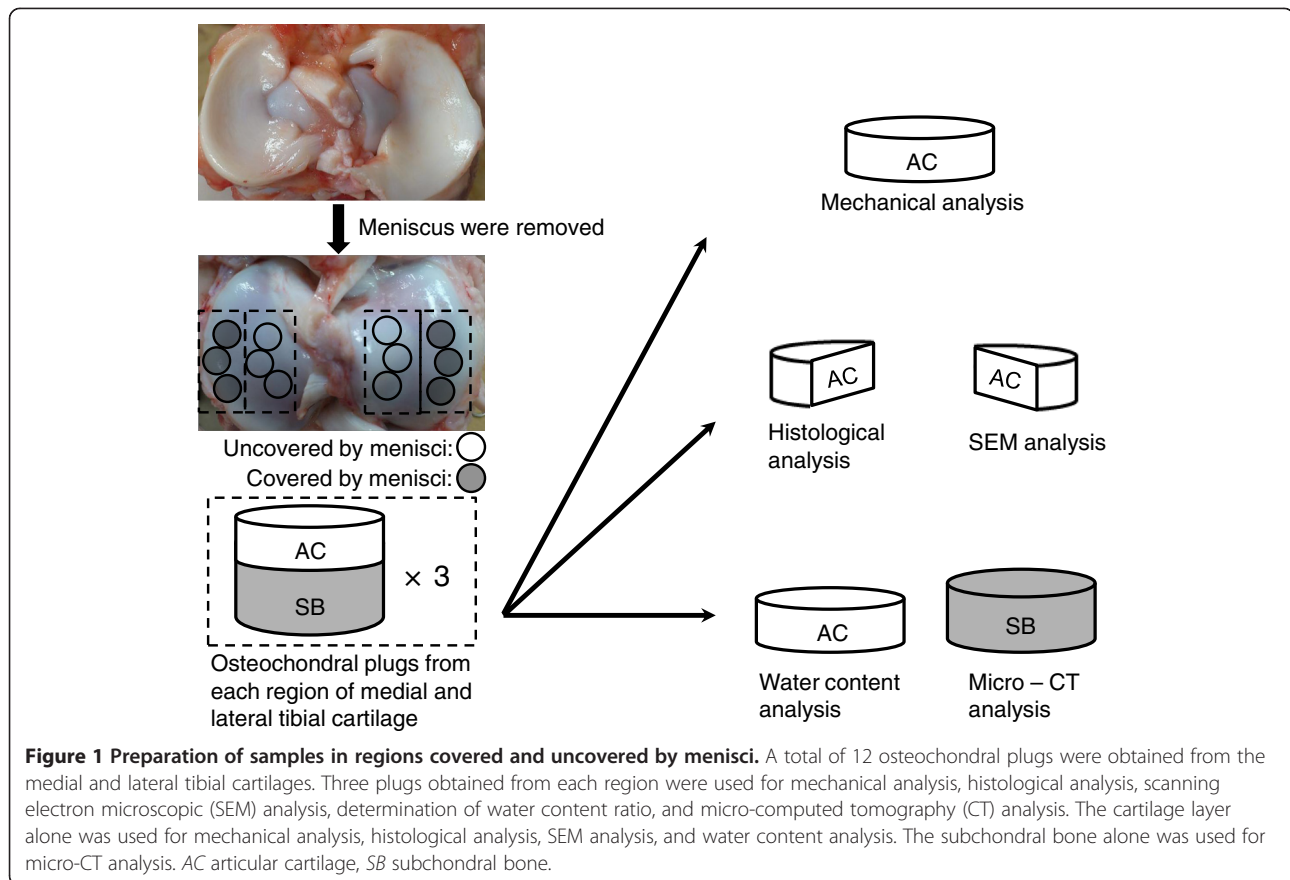 Meniscus were removed
Uncovered by menisci:
Covered by menisci:
AC
SB
× 3
Osteochondral plugs from
each region of medial and
lateral tibial cartilage
AC
Mechanical analysis
AC
Histological
analysis
AC
SEM analysis
AC
Water content
analysis
SB
Micro – CT
analysis
Figure 1 Preparation of samples in regions covered and uncovered by menisci. A total of 12 osteochondral plugs were obtained from the
medial and lateral tibial cartilages. Three plugs obtained from each region were used for mechanical analysis, histological analysis, scanning
electron microscopic (SEM) analysis, determination of water content ratio, and micro-computed tomography (CT) analysis. The cartilage layer
alone was used for mechanical analysis, histological analysis, SEM analysis, and water content analysis. The subchondral bone alone was used for
micro-CT analysis. AC articular cartilage, SB subchondral bone.